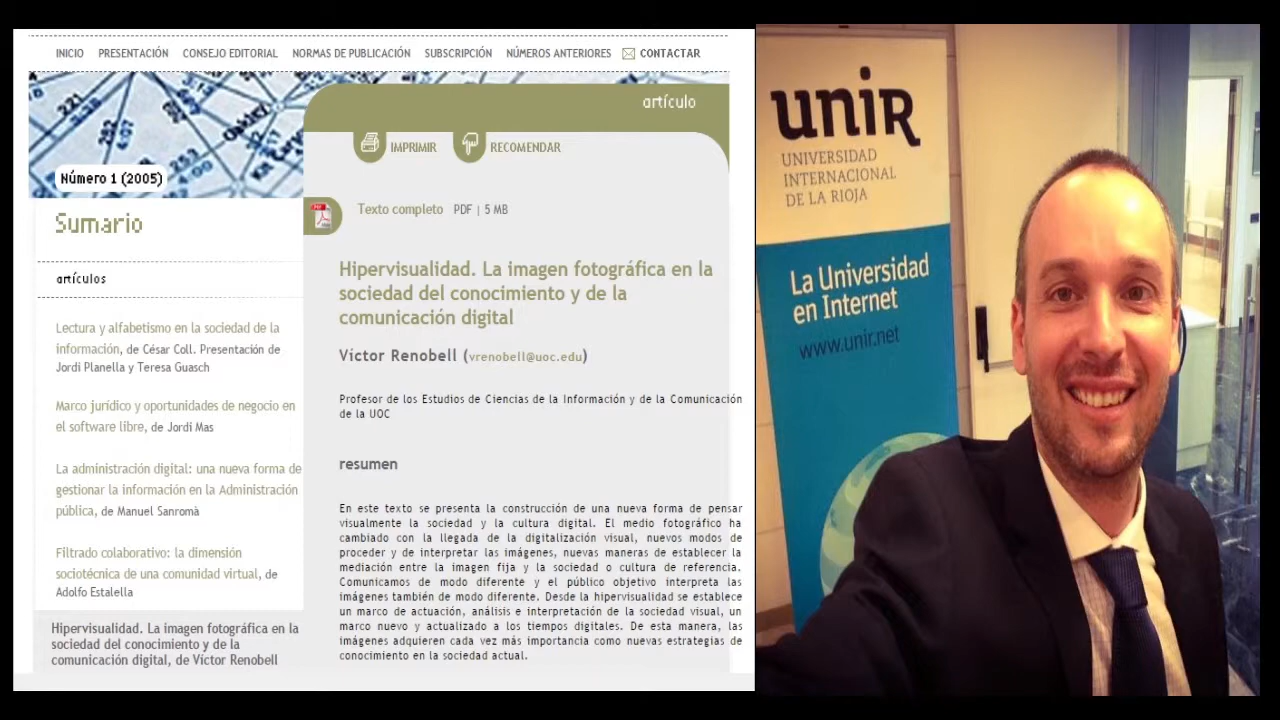 INICIO PRESENTACIÓN CONSEJO EDITORIAL NORMAS DE PUBLICACIÓN SUBSCRIPCIÓN NÚMEROS ANTERIORES CONTACTAR
artículo
IMPRIMIR RECOMENDAR
Número 1 (2005)
Sumario
artículos
Lectura y alfabetismo en la sociedad de la
información, de César Coll. Presentación de
Jordi Planella y Teresa Guasch
Marco jurídico y oportunidades de negocio en
el software libre, de Jordi Mas
La administración digital: una nueva forma de
gestionar la información en la Administración
pública, de Manuel Sanromà
Filtrado colaborativo: la dimensión
sociotécnica de una comunidad virtual, de
Adolfo Estalella
Hipervisualidad. La imagen fotográfica en la
sociedad del conocimiento y de la
comunicación digital, de Víctor Renobell
Texto completo PDF | 5 MB
Hipervisualidad. La imagen fotográfica en la
sociedad del conocimiento y de la
comunicación digital
Víctor Renobell (vrenobell@uoc.edu)
Profesor de los Estudios de Ciencias de la Información y de la Comunicación
de la UOC
resumen
En este texto se presenta la construcción de una nueva forma de pensar
visualmente la sociedad y la cultura digital. El medio fotográfico ha
cambiado con la llegada de la digitalización visual, nuevos modos de
proceder y de interpretar las imágenes, nuevas maneras de establecer la
mediación entre la imagen fija y la sociedad o cultura de referencia.
Comunicamos de modo diferente y el público objetivo interpreta las
imágenes también de modo diferente. Desde la hipervisualidad se establece
un marco de actuación, análisis e interpretación de la sociedad visual, un
marco nuevo y actualizado a los tiempos digitales. De esta manera, las
imágenes adquieren cada vez más importancia como nuevas estrategias de
conocimiento en la sociedad actual.
uniR
UNIVERSIDAD
INTERNACIONAL
DE LA RIOJA
La Universidad
en Internet
www.unir.net